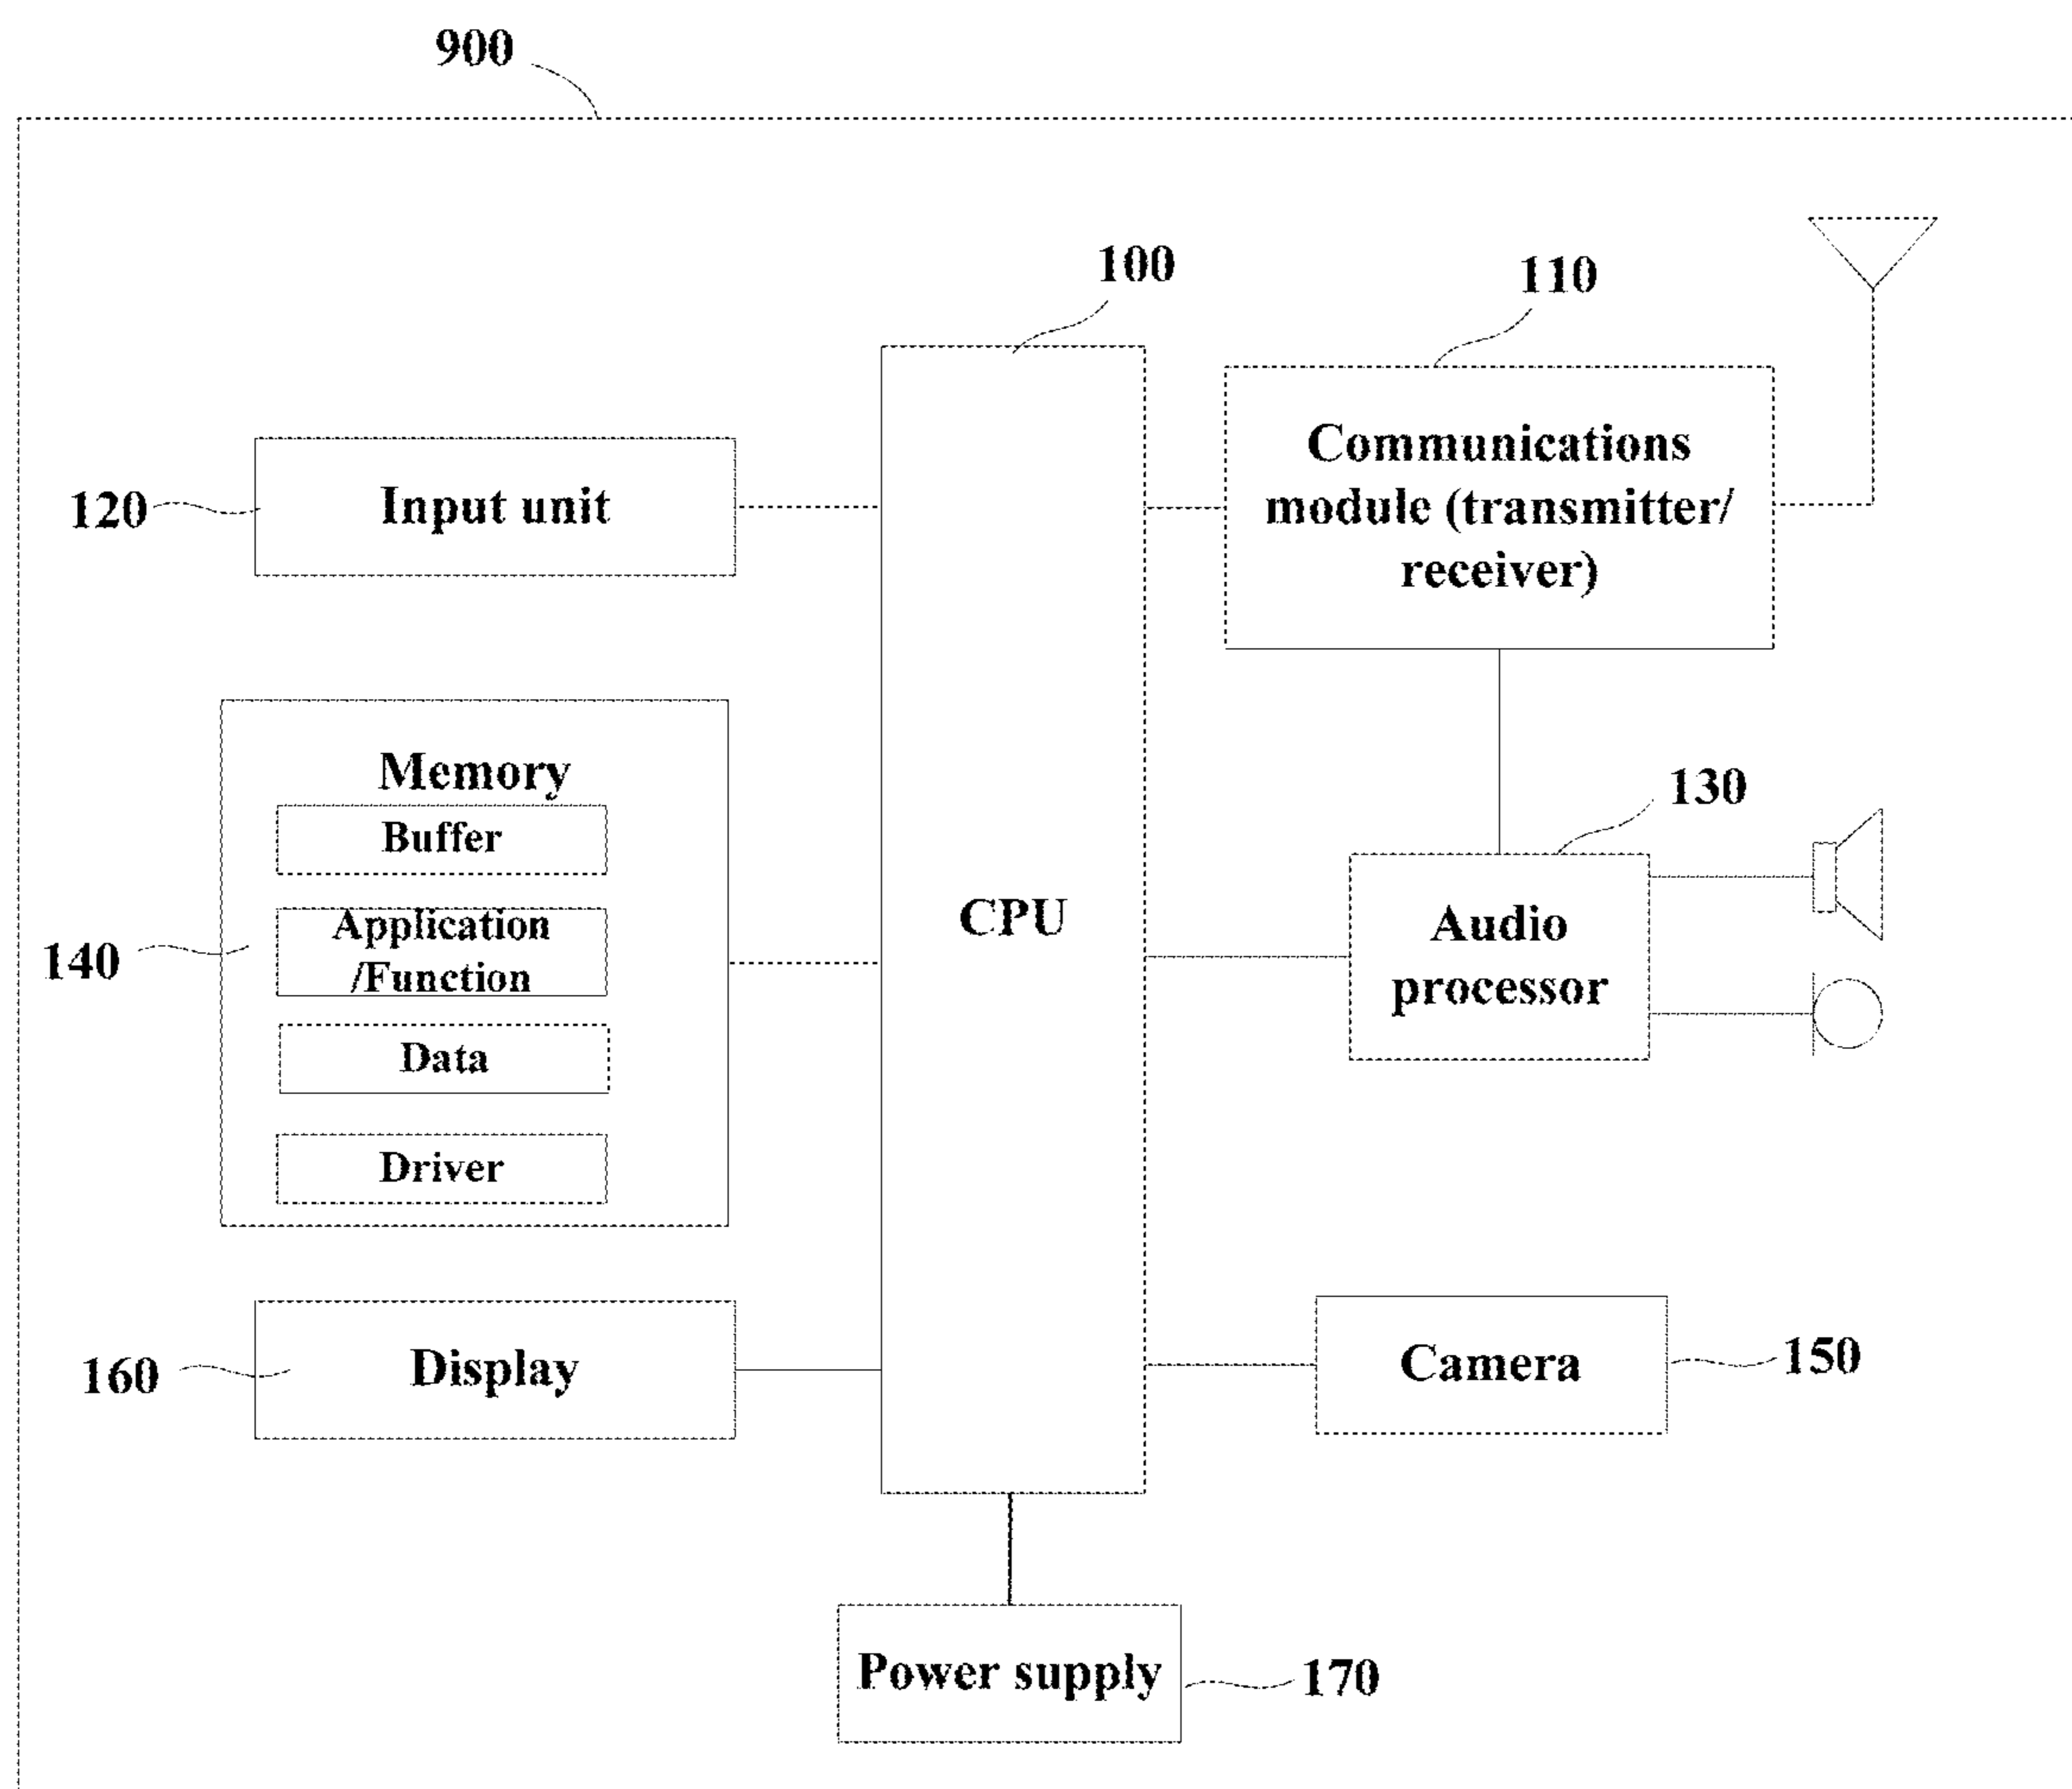 900
100
110
Communications
module (transmitter/
receiver)
120
Input unit
Memory
Buffer
Application
/Function
Data
Driver
140
CPU
130
Audio
processor
160
Display
Camera
150
Power supply
170